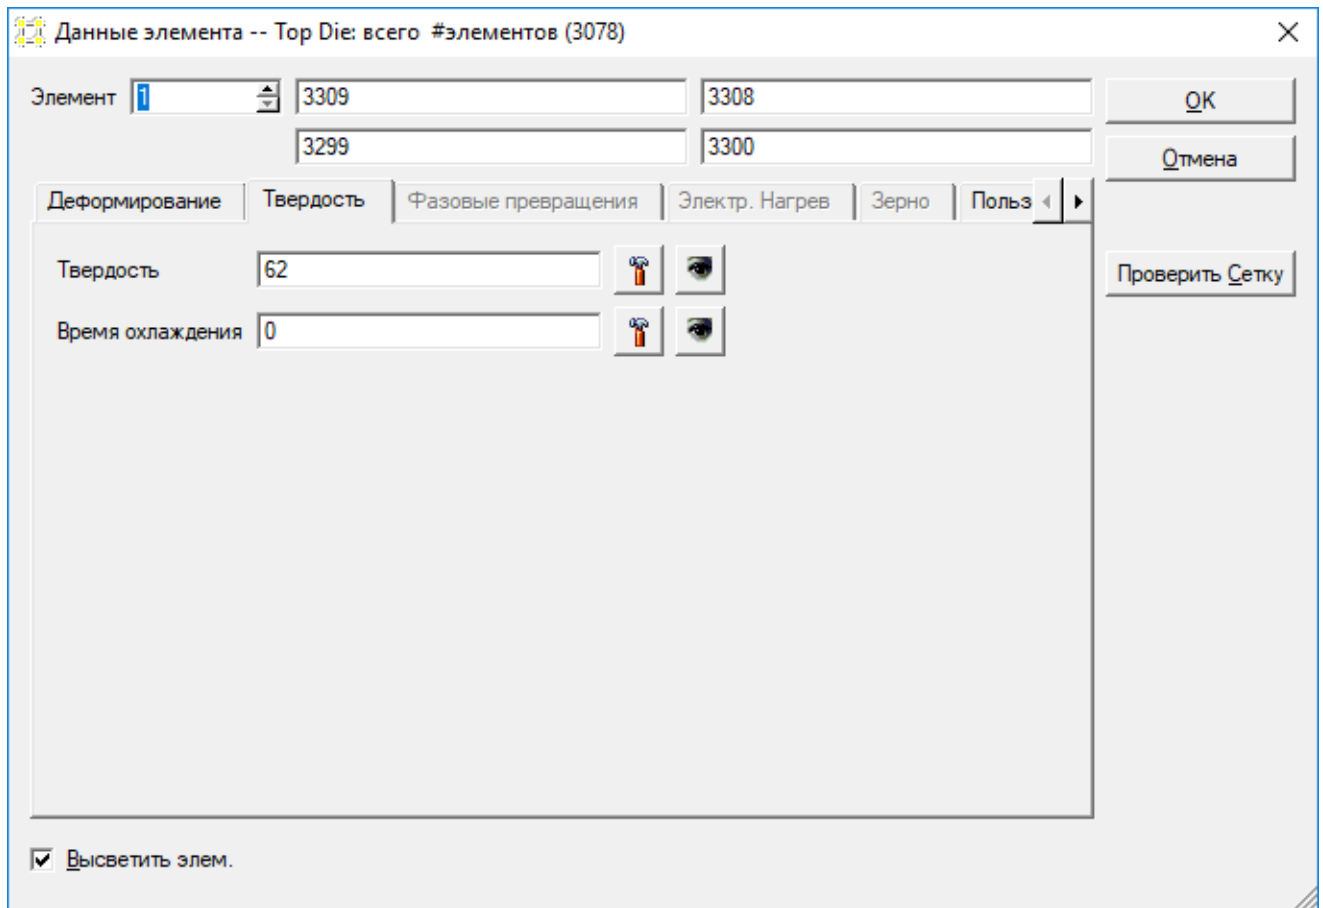 Данные элемента -- Top Die: всего #элементов (3078)
Элемент 1 3309 3308 OK
3299 3300 Отмена
Деформирование Твердость Фазовые превращения Электр. Нагрев Зерно Польз
Твердость 62 Проверить Сетку
Время охлаждения 0
Высветить элем.